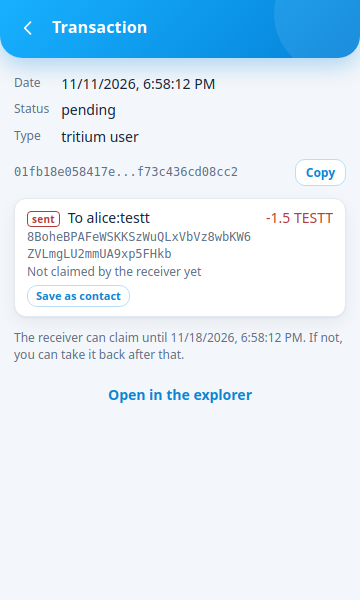 Transaction
Date 11/11/2026, 6:58:12 PM
Status pending
Type tritium user
01fb18e058417e...f73c436cd08cc2 Copy
sent To alice:testt -1.5 TESTT
8BoheBPAFeWSKKSzWuQLxVbVz8wbKW6
ZVLmgLU2mmUA9xp5FHkb
Not claimed by the receiver yet
Save as contact
The receiver can claim until 11/18/2026, 6:58:12 PM. If not,
you can take it back after that.
Open in the explorer